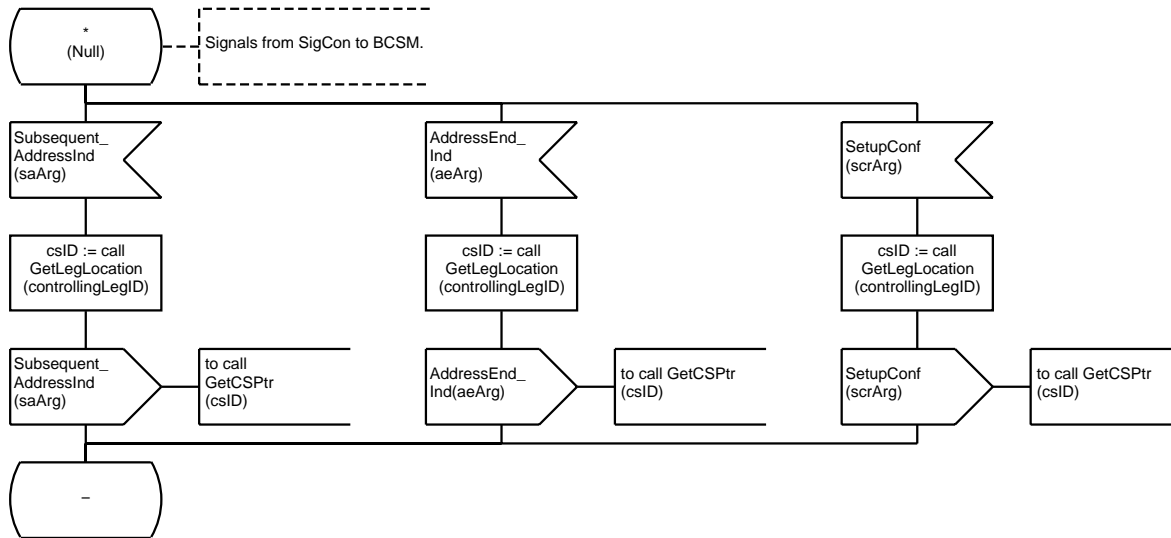 *
(Null)
Signals from SigCon to BCSM.
Subsequent_
AddressInd
(saArg)
AddressEnd_
Ind
(aeArg)
SetupConf
(scrArg)
csID := call
GetLegLocation
(controllingLegID)
csID := call
GetLegLocation
(controllingLegID)
csID := call
GetLegLocation
(controllingLegID)
Subsequent_
AddressInd
(saArg)
to call
GetCSPtr
(csID)
AddressEnd_
Ind(aeArg)
to call GetCSPtr
(csID)
SetupConf
(scrArg)
to call GetCSPtr
(csID)
–